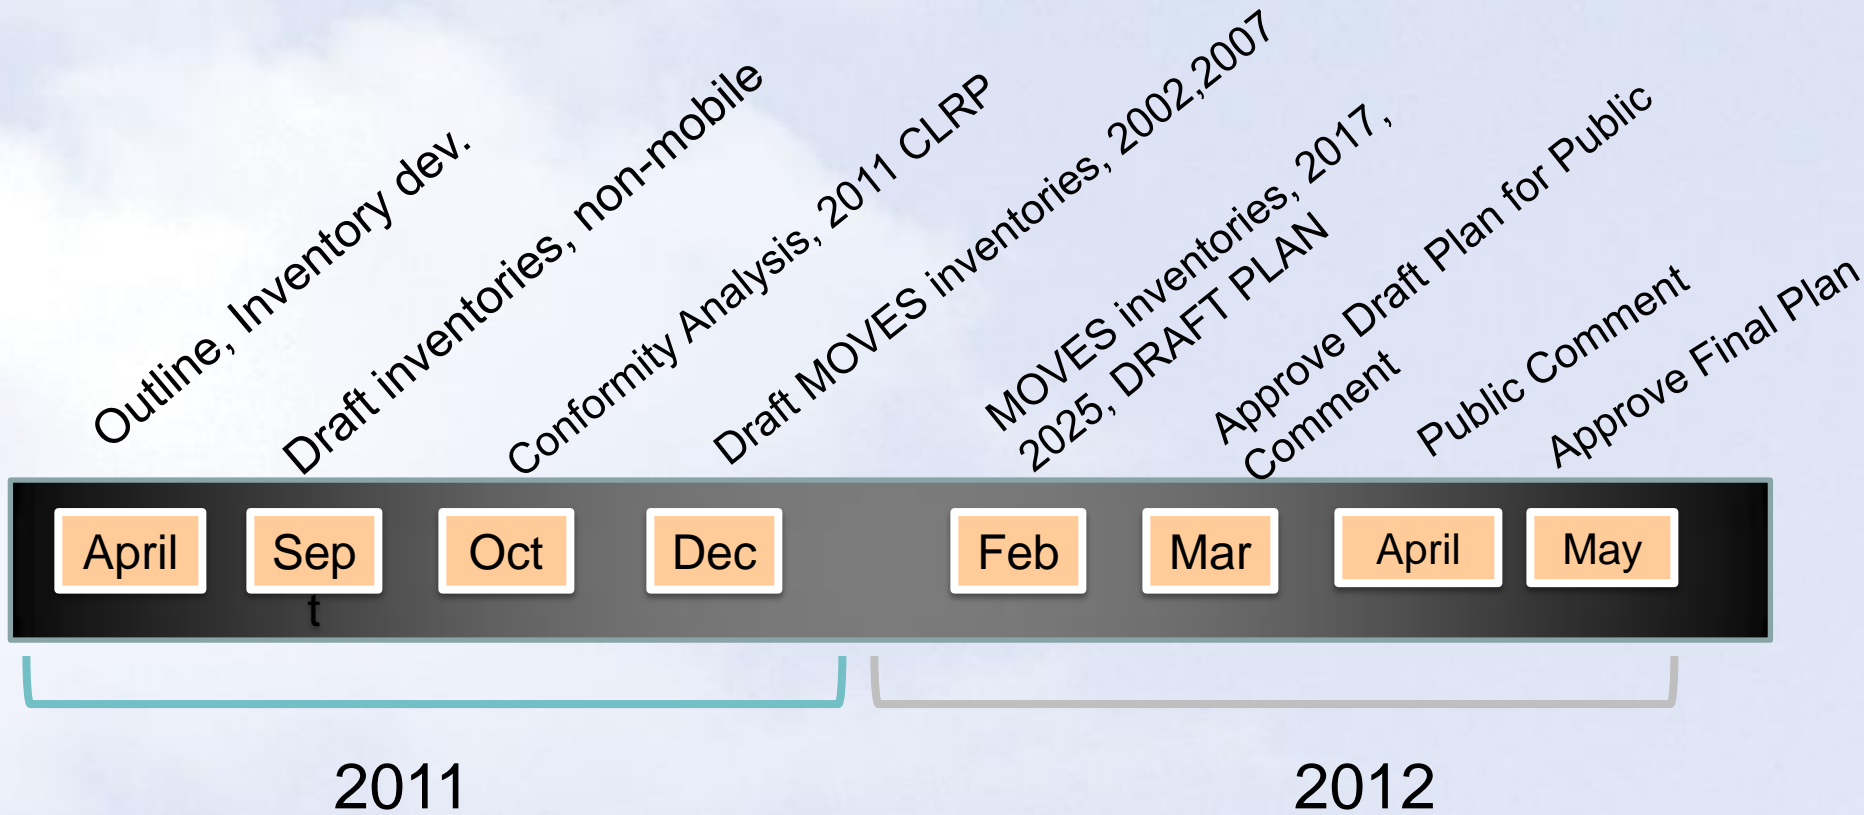 Outline, Inventory dev.
Draft inventories, non-mobile
Conformity Analysis, 2011 CLRP
Draft MOVES inventories, 2002,2007
MOVES inventories, 2017,
2025, DRAFT PLAN
Approve Draft Plan for Public
Comment
Public Comment
Approve Final Plan
April
Sep
t
Oct
Dec
Feb
Mar
April
May
2011
2012